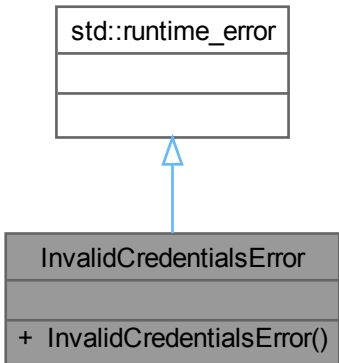 std::runtime_error
InvalidCredentialsError
+ InvalidCredentialsError()